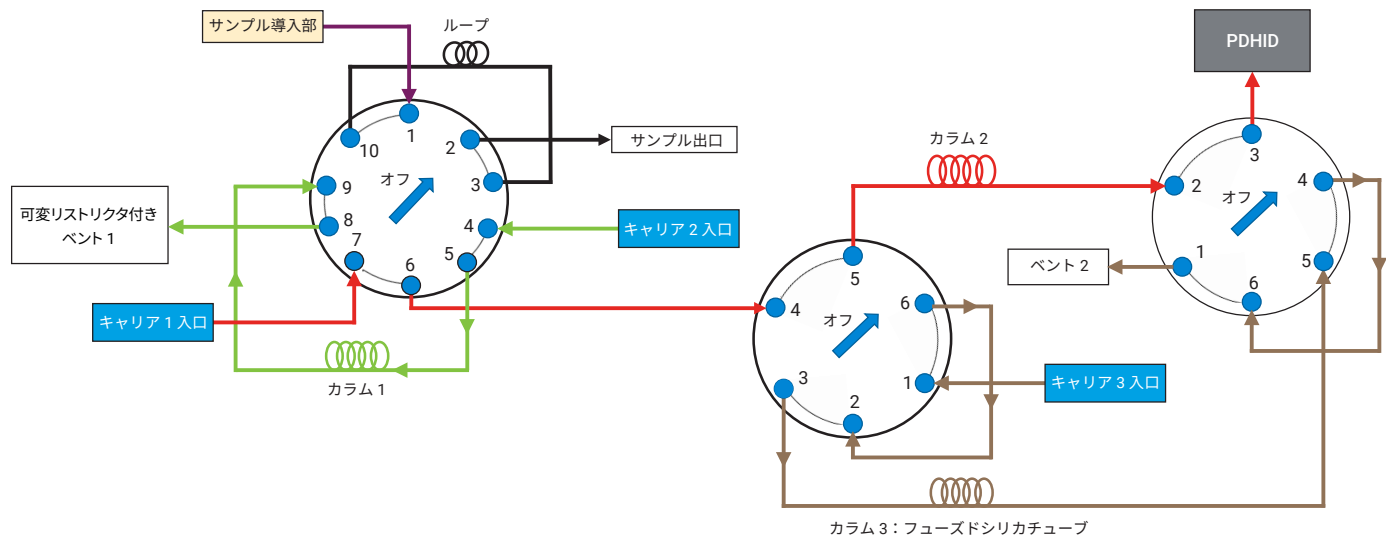 サンプル導入部
ループ
PDHID
1
2
3
4
5
6
7
8
9
10
オフ
サンプル出口
可変リストリクタ付き
ベント 1
キャリア 2 入口
キャリア 1 入口
カラム 1
カラム 2
4
5
6
オフ
3
2
1
キャリア 3 入口
カラム 3：フューズドシリカチューブ
3
2
4
オフ
1
5
6
ベント 2